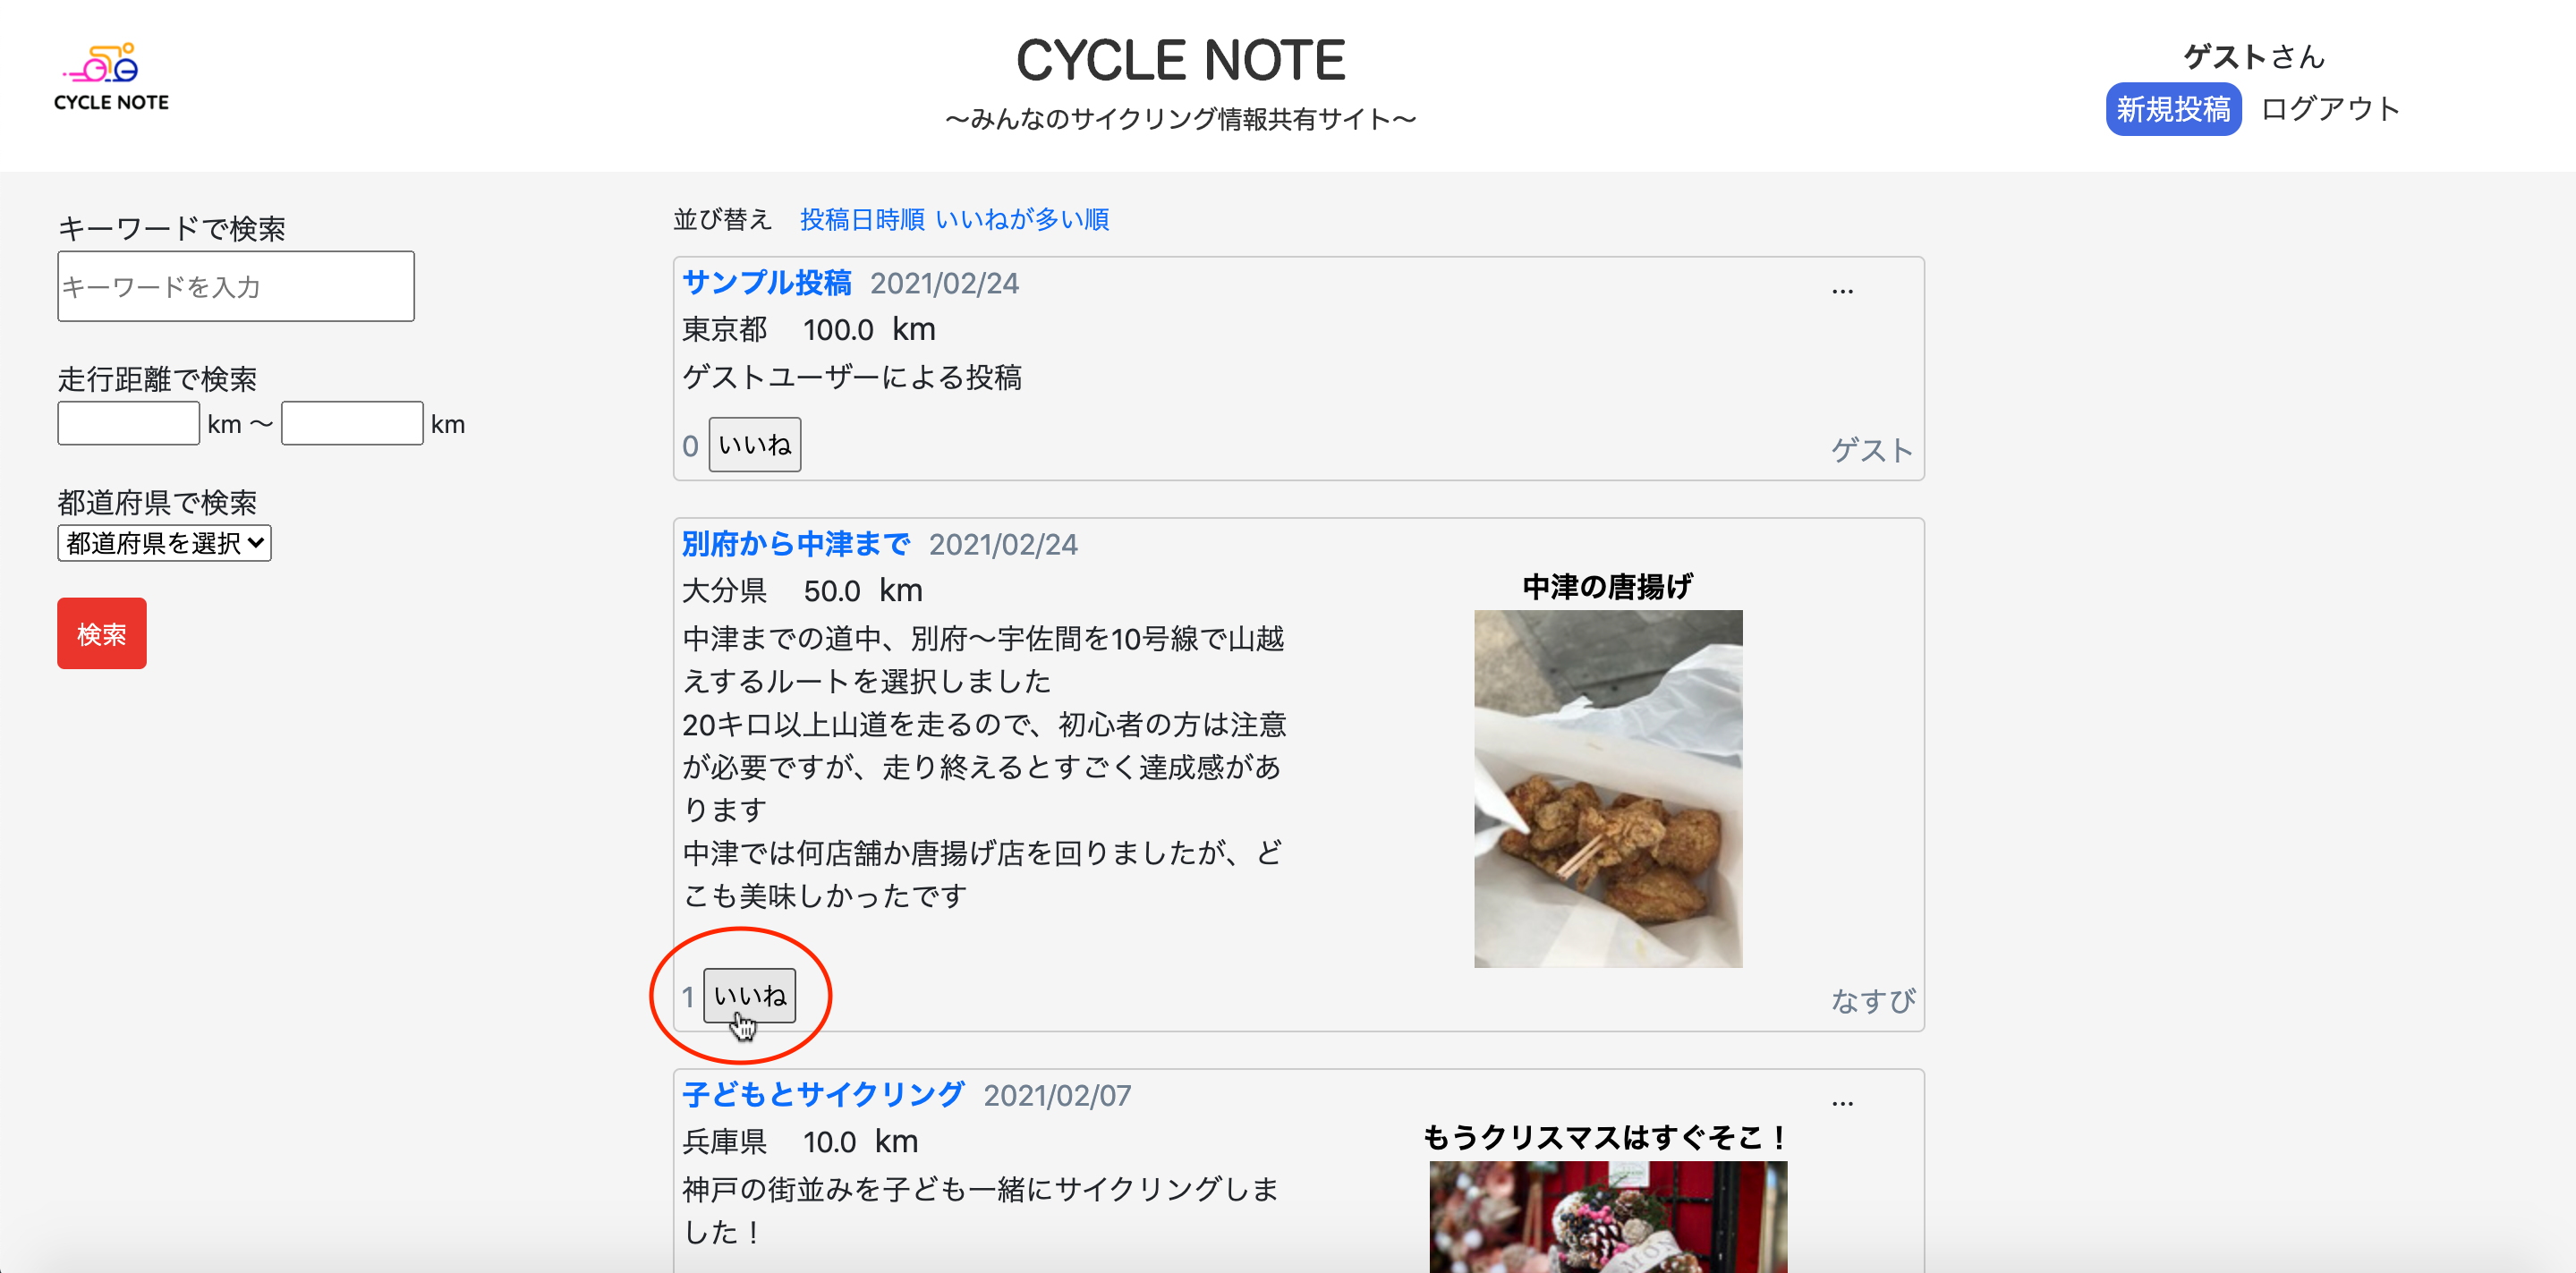 CYCLE NOTE
CYCLE NOTE
〜みんなのサイクリング情報共有サイト〜
ゲストさん
新規投稿 ログアウト
キーワードで検索
キーワードを入力
走行距離で検索
km 〜 km
都道府県で検索
都道府県を選択
検索
並び替え 投稿日時順 いいねが多い順
サンプル投稿 2021/02/24 ...
東京都 100.0 km
ゲストユーザーによる投稿
0 いいね ゲスト
別府から中津まで 2021/02/24
大分県 50.0 km
中津までの道中、別府〜宇佐間を10号線で山越
えするルートを選択しました
20キロ以上山道を走るので、初心者の方は注意
が必要ですが、走り終えるとすごく達成感があ
ります
中津では何店舗か唐揚げ店を回りましたが、ど
こも美味しかったです
中津の唐揚げ
1 いいね なすび
子どもとサイクリング 2021/02/07 ...
兵庫県 10.0 km
神戸の街並みを子ども一緒にサイクリングしま
した！
もうクリスマスはすぐそこ！